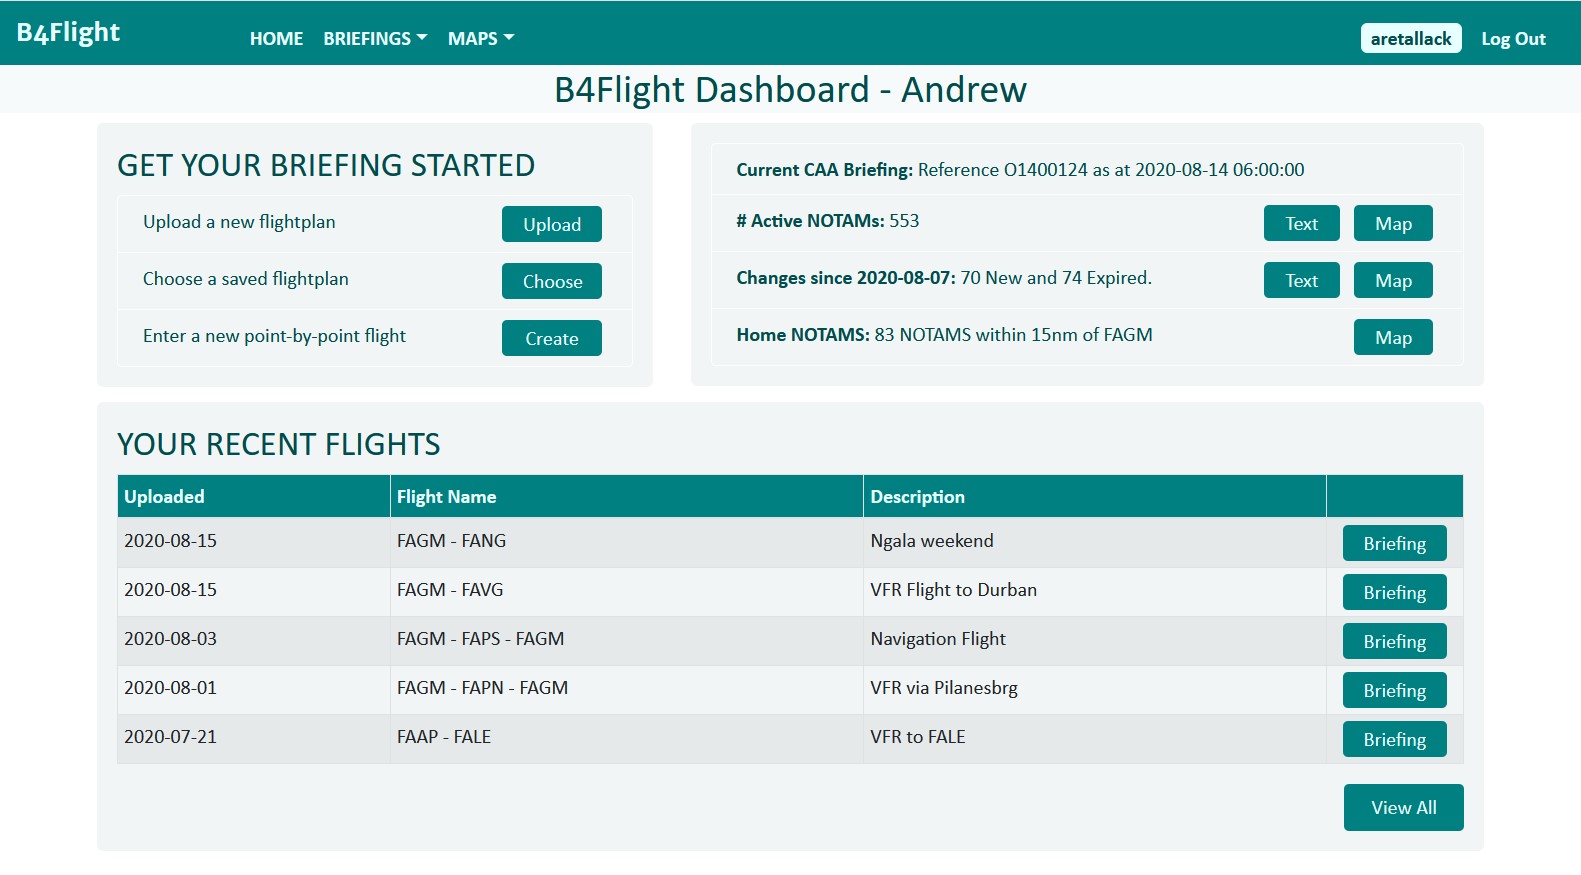 B4Flight
HOME BRIEFINGS MAPS
aretallack Log Out
B4Flight Dashboard - Andrew
GET YOUR BRIEFING STARTED
Upload a new flightplan Upload
Choose a saved flightplan Choose
Enter a new point-by-point flight Create
Current CAA Briefing: Reference O1400124 as at 2020-08-14 06:00:00
# Active NOTAMs: 553 Text Map
Changes since 2020-08-07: 70 New and 74 Expired. Text Map
Home NOTAMS: 83 NOTAMS within 15nm of FAGM Map
YOUR RECENT FLIGHTS
Uploaded Flight Name Description
2020-08-15 FAGM - FANG Ngala weekend Briefing
2020-08-15 FAGM - FAVG VFR Flight to Durban Briefing
2020-08-03 FAGM - FAPS - FAGM Navigation Flight Briefing
2020-08-01 FAGM - FAPN - FAGM VFR via Pilanesbrg Briefing
2020-07-21 FAAP - FALE VFR to FALE Briefing
View All